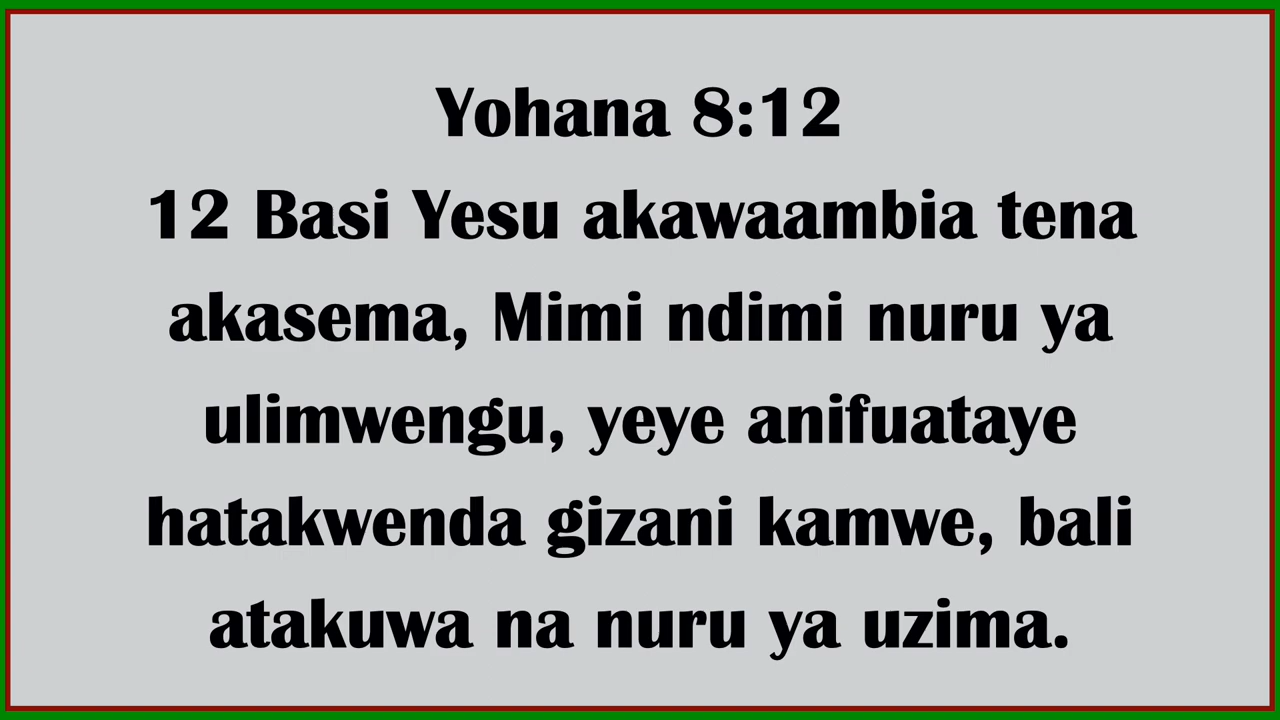 Yohana 8:12
12 Basi Yesu akawaambia tena
akasema, Mimi ndimi nuru ya
ulimwengu, yeye anifuataye
hatakwenda gizani kamwe, bali
atakuwa na nuru ya uzima.